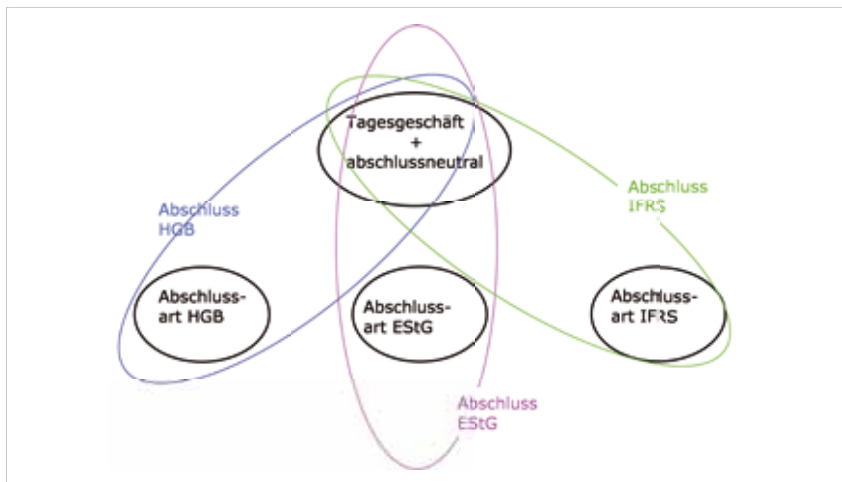 Tagesgeschäft
+
abschlussneutral
Abschluss
IFRS
Abschluss
HGB
Abschluss-
art HGB
Abschluss-
art EStG
Abschluss-
art IFRS
Abschluss
EStG